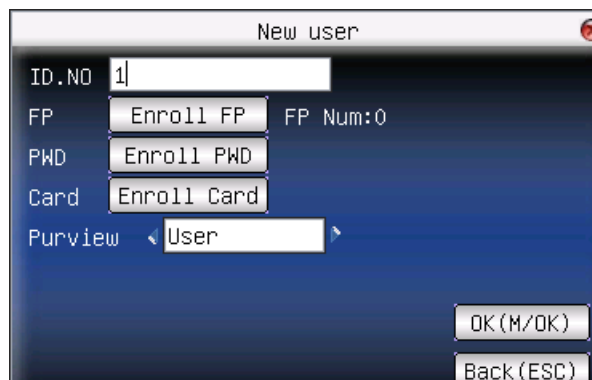 New user
ID.NO 1
FP Enroll FP FP Num:0
PWD Enroll PWD
Card Enroll Card
Purview User
OK(M/OK)
Back(ESC)